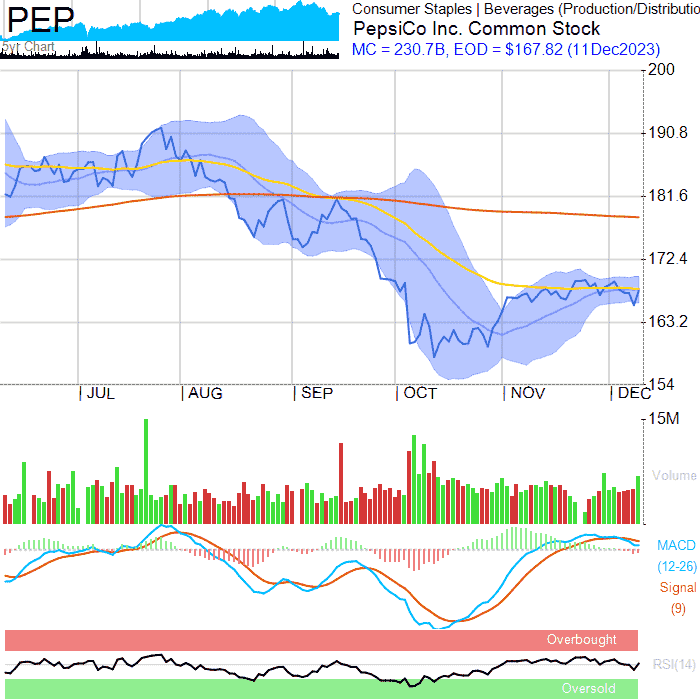 PEP
5yr Chart
Consumer Staples | Beverages (Production/Distributio
PepsiCo Inc. Common Stock
MC = 230.7B, EOD = $167.82 (11Dec2023)
200
190.8
181.6
172.4
163.2
154
JUL AUG SEP OCT NOV DEC
15M
Volume
MACD
(12-26)
Signal
(9)
Overbought
RSI(14)
Oversold